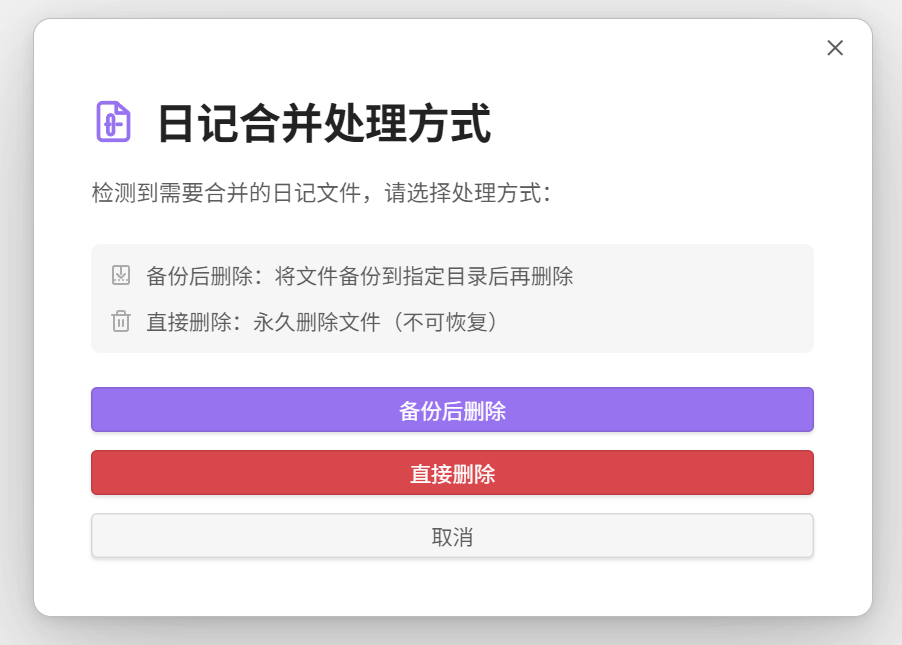 日记合并处理方式
检测到需要合并的日记文件，请选择处理方式：
备份后删除：将文件备份到指定目录后再删除
直接删除：永久删除文件（不可恢复）
备份后删除
直接删除
取消